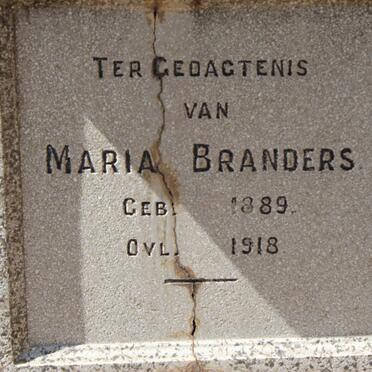 TER GEDAGTENIS
VAN
MARIA BRANDERS
GEB. 1889.
OVL. 1918